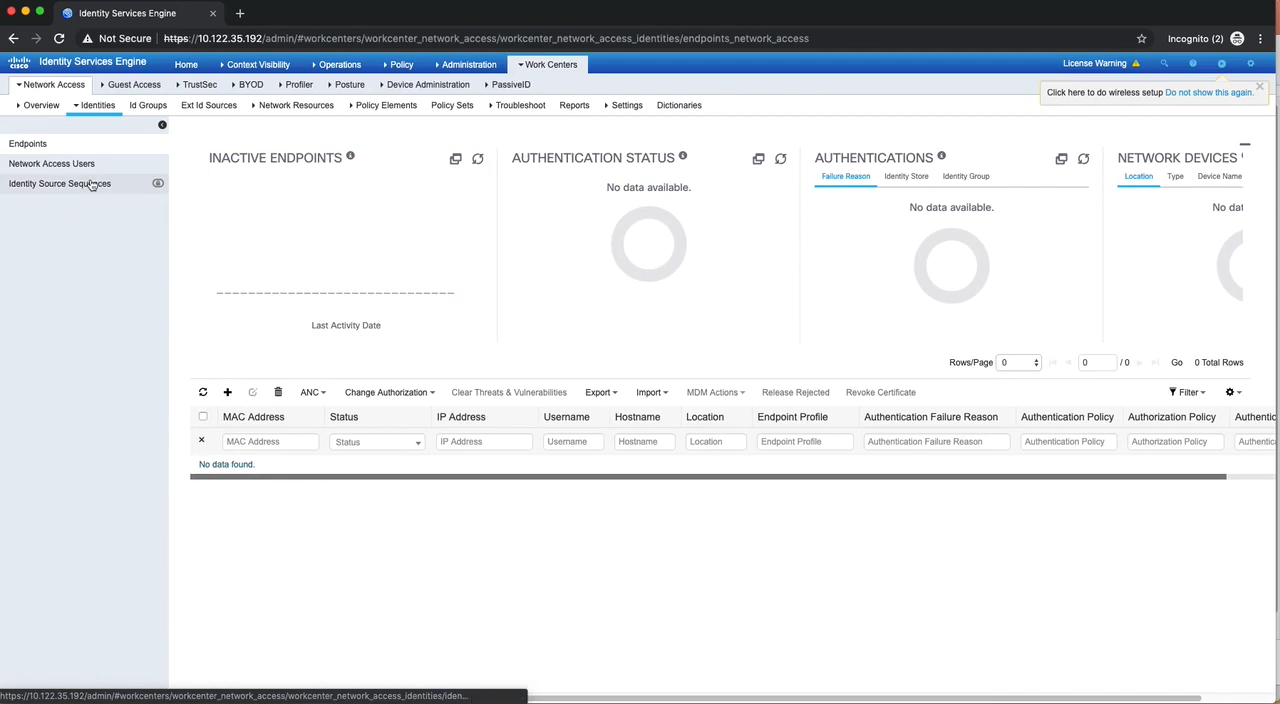 Identity Services Engine
Not Secure https://10.122.35.192/admin/#workcenters/workcenter_network_access/workcenter_network_access_identities/endpoints_network_access Incognito (2)
cisco Identity Services Engine Home Context Visibility Operations Policy Administration Work Centers License Warning
Network Access Guest Access TrustSec BYOD Profiler Posture Device Administration PassiveID
Click here to do wireless setup Do not show this again.
Overview Identities Id Groups Ext Id Sources Network Resources Policy Elements Policy Sets Troubleshoot Reports Settings Dictionaries
Endpoints
Network Access Users
Identity Source Sequences
INACTIVE ENDPOINTS
Last Activity Date
AUTHENTICATION STATUS
No data available.
AUTHENTICATIONS
Failure Reason Identity Store Identity Group
No data available.
NETWORK DEVICES
Location Type Device Name
No dat
Rows/Page 0 0 / 0 Go 0 Total Rows
ANC Change Authorization Clear Threats & Vulnerabilities Export Import MDM Actions Release Rejected Revoke Certificate Filter
MAC Address Status IP Address Username Hostname Location Endpoint Profile Authentication Failure Reason Authentication Policy Authorization Policy Authentic
MAC Address Status IP Address Username Hostname Location Endpoint Profile Authentication Failure Reason Authentication Policy Authorization Policy Authentic
No data found.
https://10.122.35.192/admin/#workcenters/workcenter_network_access/workcenter_network_access_identities/iden...